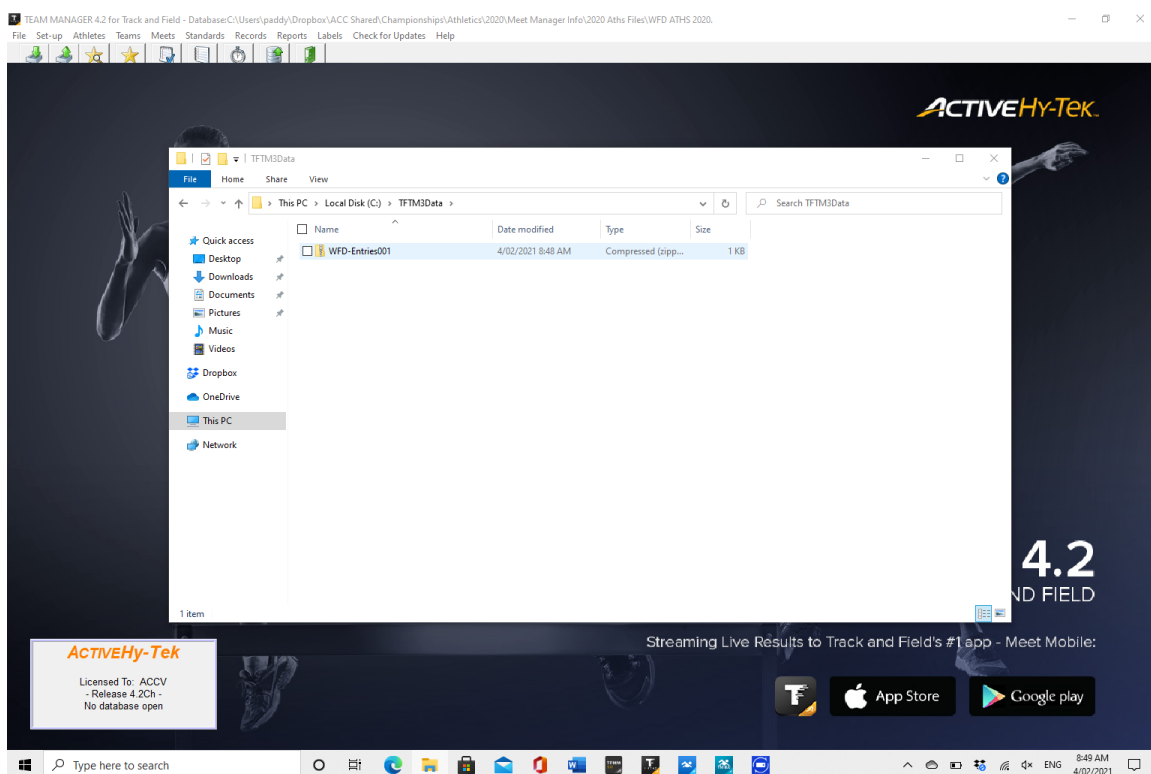 TEAM MANAGER 4.2 for Track and Field - Database:C:\Users\paddy\Dropbox\ACC Shared\Championships\Athletics\2020\Meet Manager Info\2020 Aths Files\WFD ATHS 2020.
File Set-up Athletes Teams Meets Standards Records Reports Labels Check for Updates Help
ACTIVEHy-Tek
TFTM3Data
File Home Share View
This PC > Local Disk (C:) > TFTM3Data >
Search TFTM3Data
Name Date modified Type Size
WFD-Entries001 4/02/2021 8:48 AM Compressed (zipp... 1 KB
Quick access
Desktop
Downloads
Documents
Pictures
Music
Videos
Dropbox
OneDrive
This PC
Network
1 item
4.2
ND FIELD
Streaming Live Results to Track and Field's #1 app - Meet Mobile:
App Store
Google play
ACTIVEHy-Tek
Licensed To: ACCV
- Release 4.2Ch -
No database open
Type here to search
ENG
8:49 AM
4/02/2021